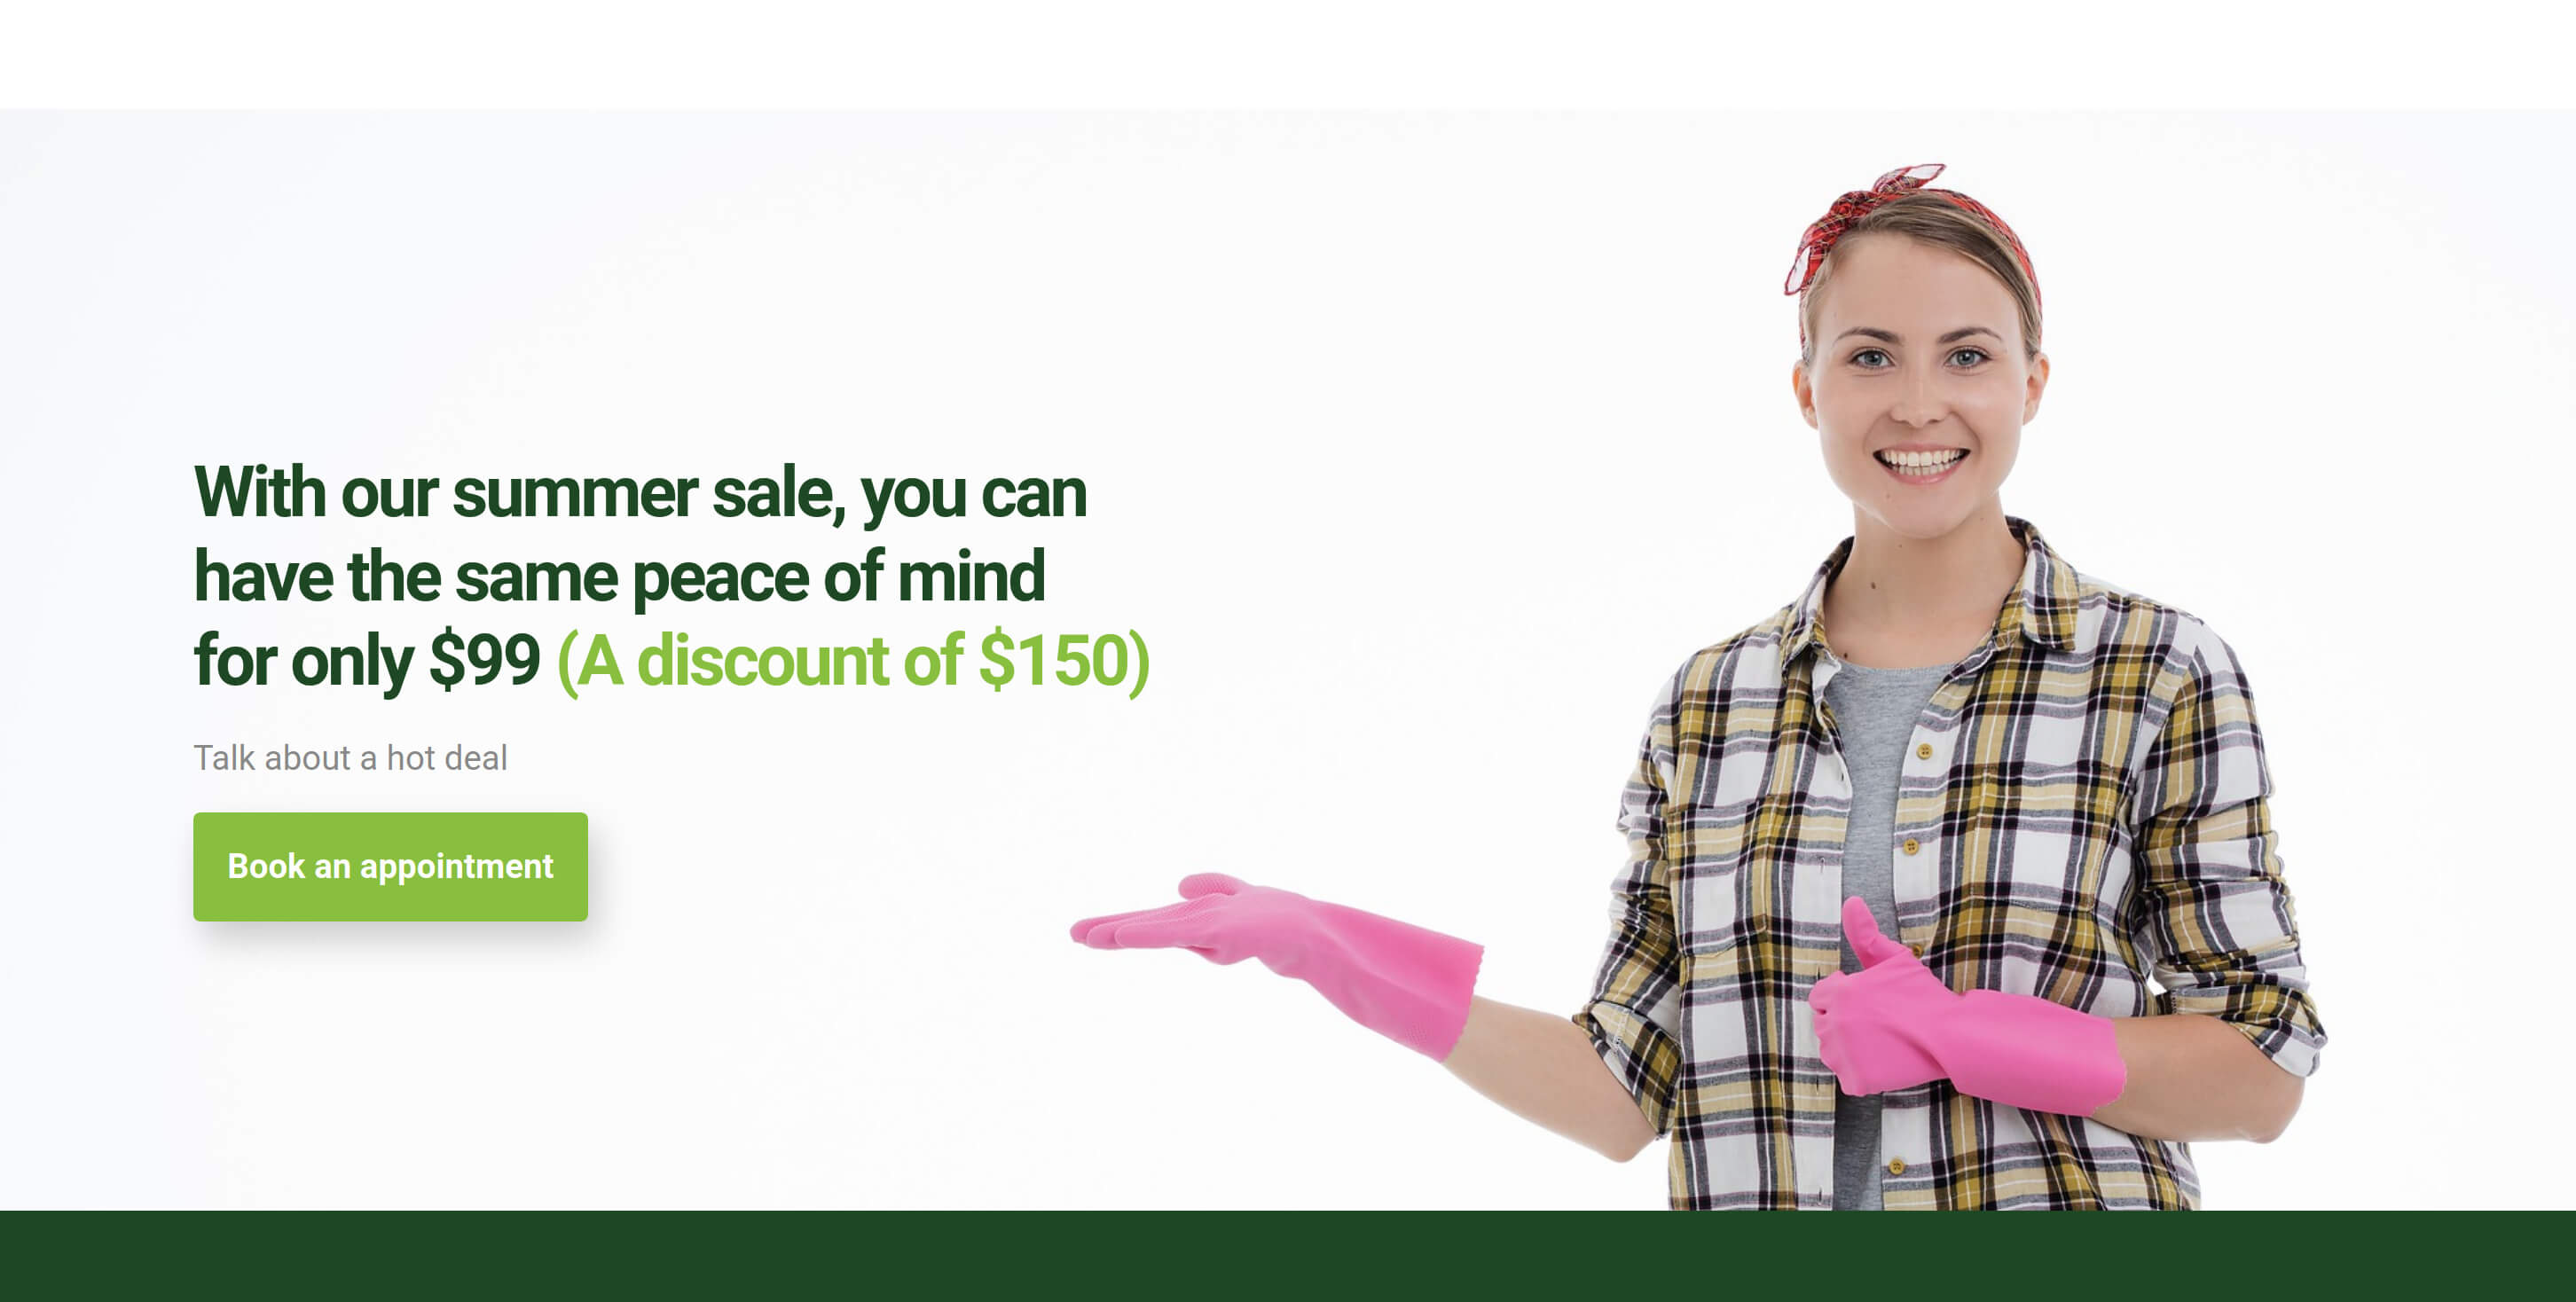 With our summer sale, you can
have the same peace of mind
for only $99 (A discount of $150)
Talk about a hot deal
Book an appointment